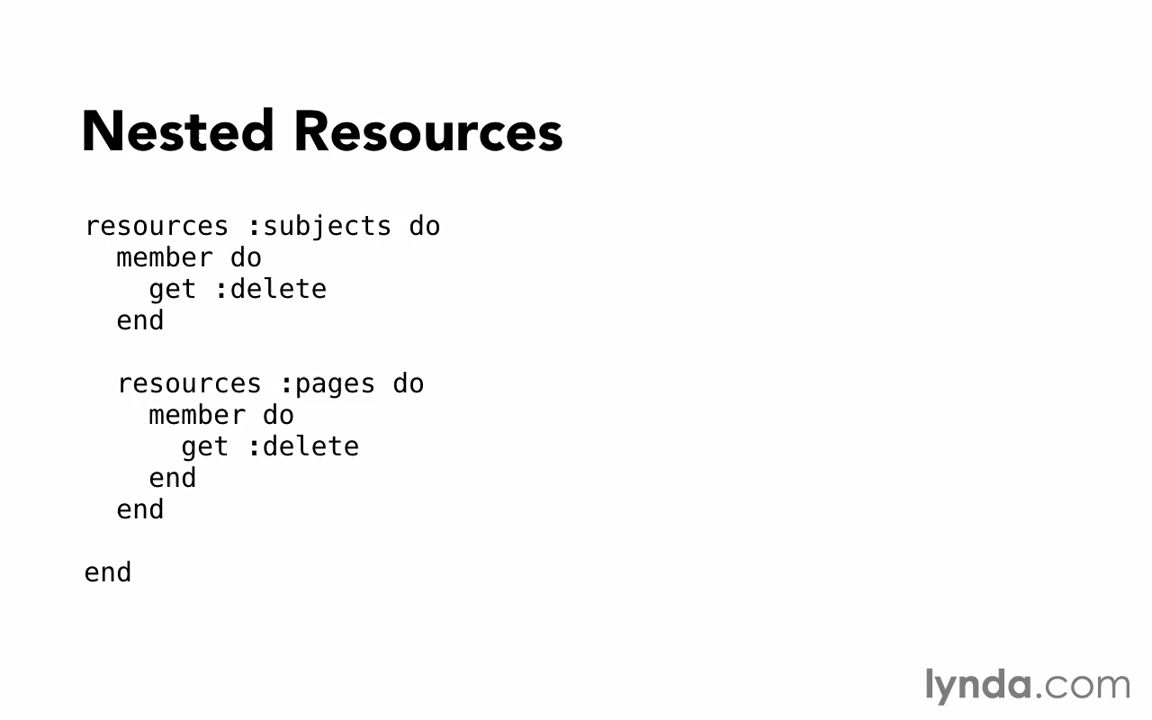 Nested Resources
resources :subjects do
  member do
    get :delete
  end
  resources :pages do
    member do
      get :delete
    end
  end
end
lynda.com